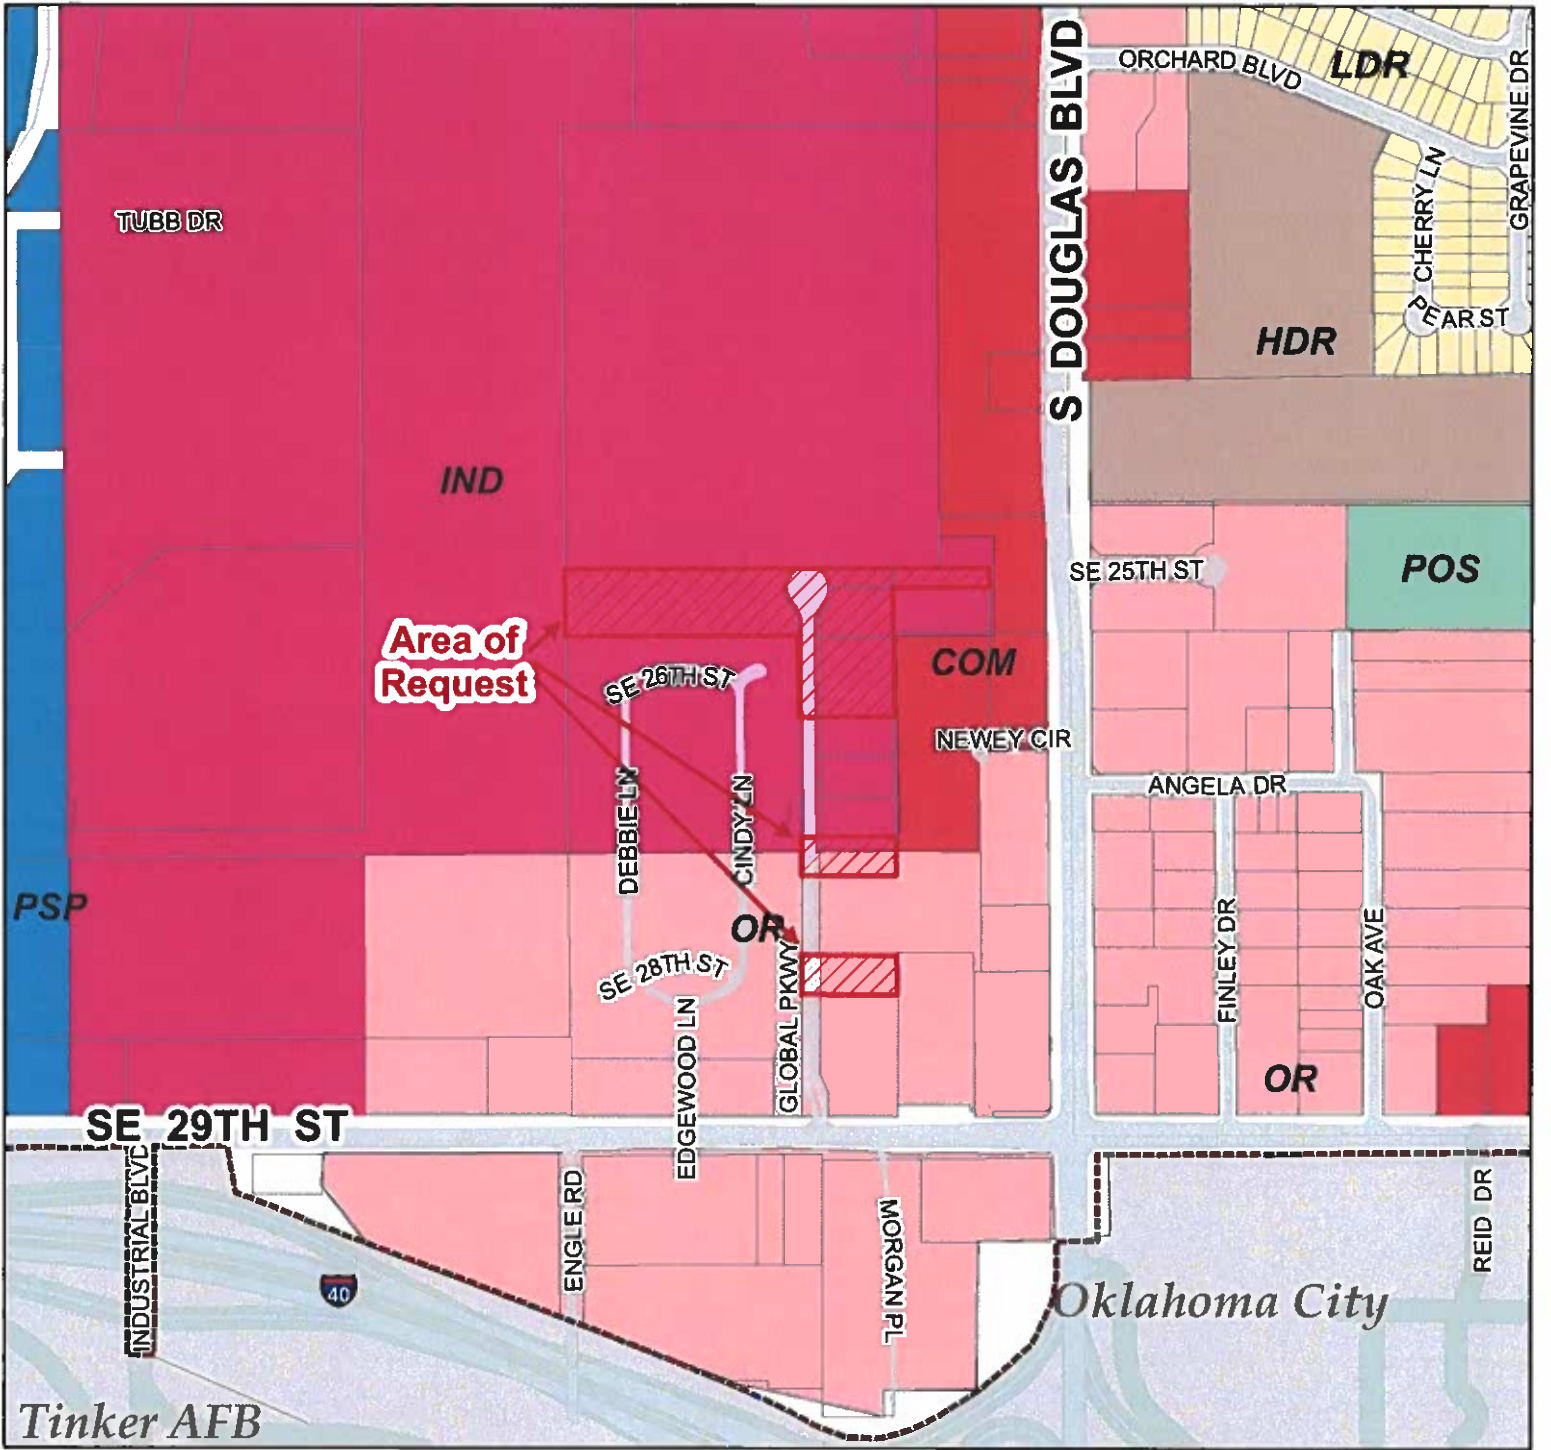 ORCHARD BLVD
LDR
GRAPEVINE DR
S DOUGLAS BLVD
CHERRY LN
TUBB DR
PEAR ST
HDR
IND
SE 25TH ST
POS
Area of
Request
COM
SE 26TH ST
NEWEY CIR
ANGELA DR
DEBBIE LN
CINDY LN
PSP
OR
FINLEY DR
OAK AVE
SE 28TH ST
GLOBAL PKWY
EDGEWOOD LN
OR
SE 29TH ST
INDUSTRIAL BLVD
ENGLE RD
MORGAN PL
REID DR
40
Oklahoma City
Tinker AFB